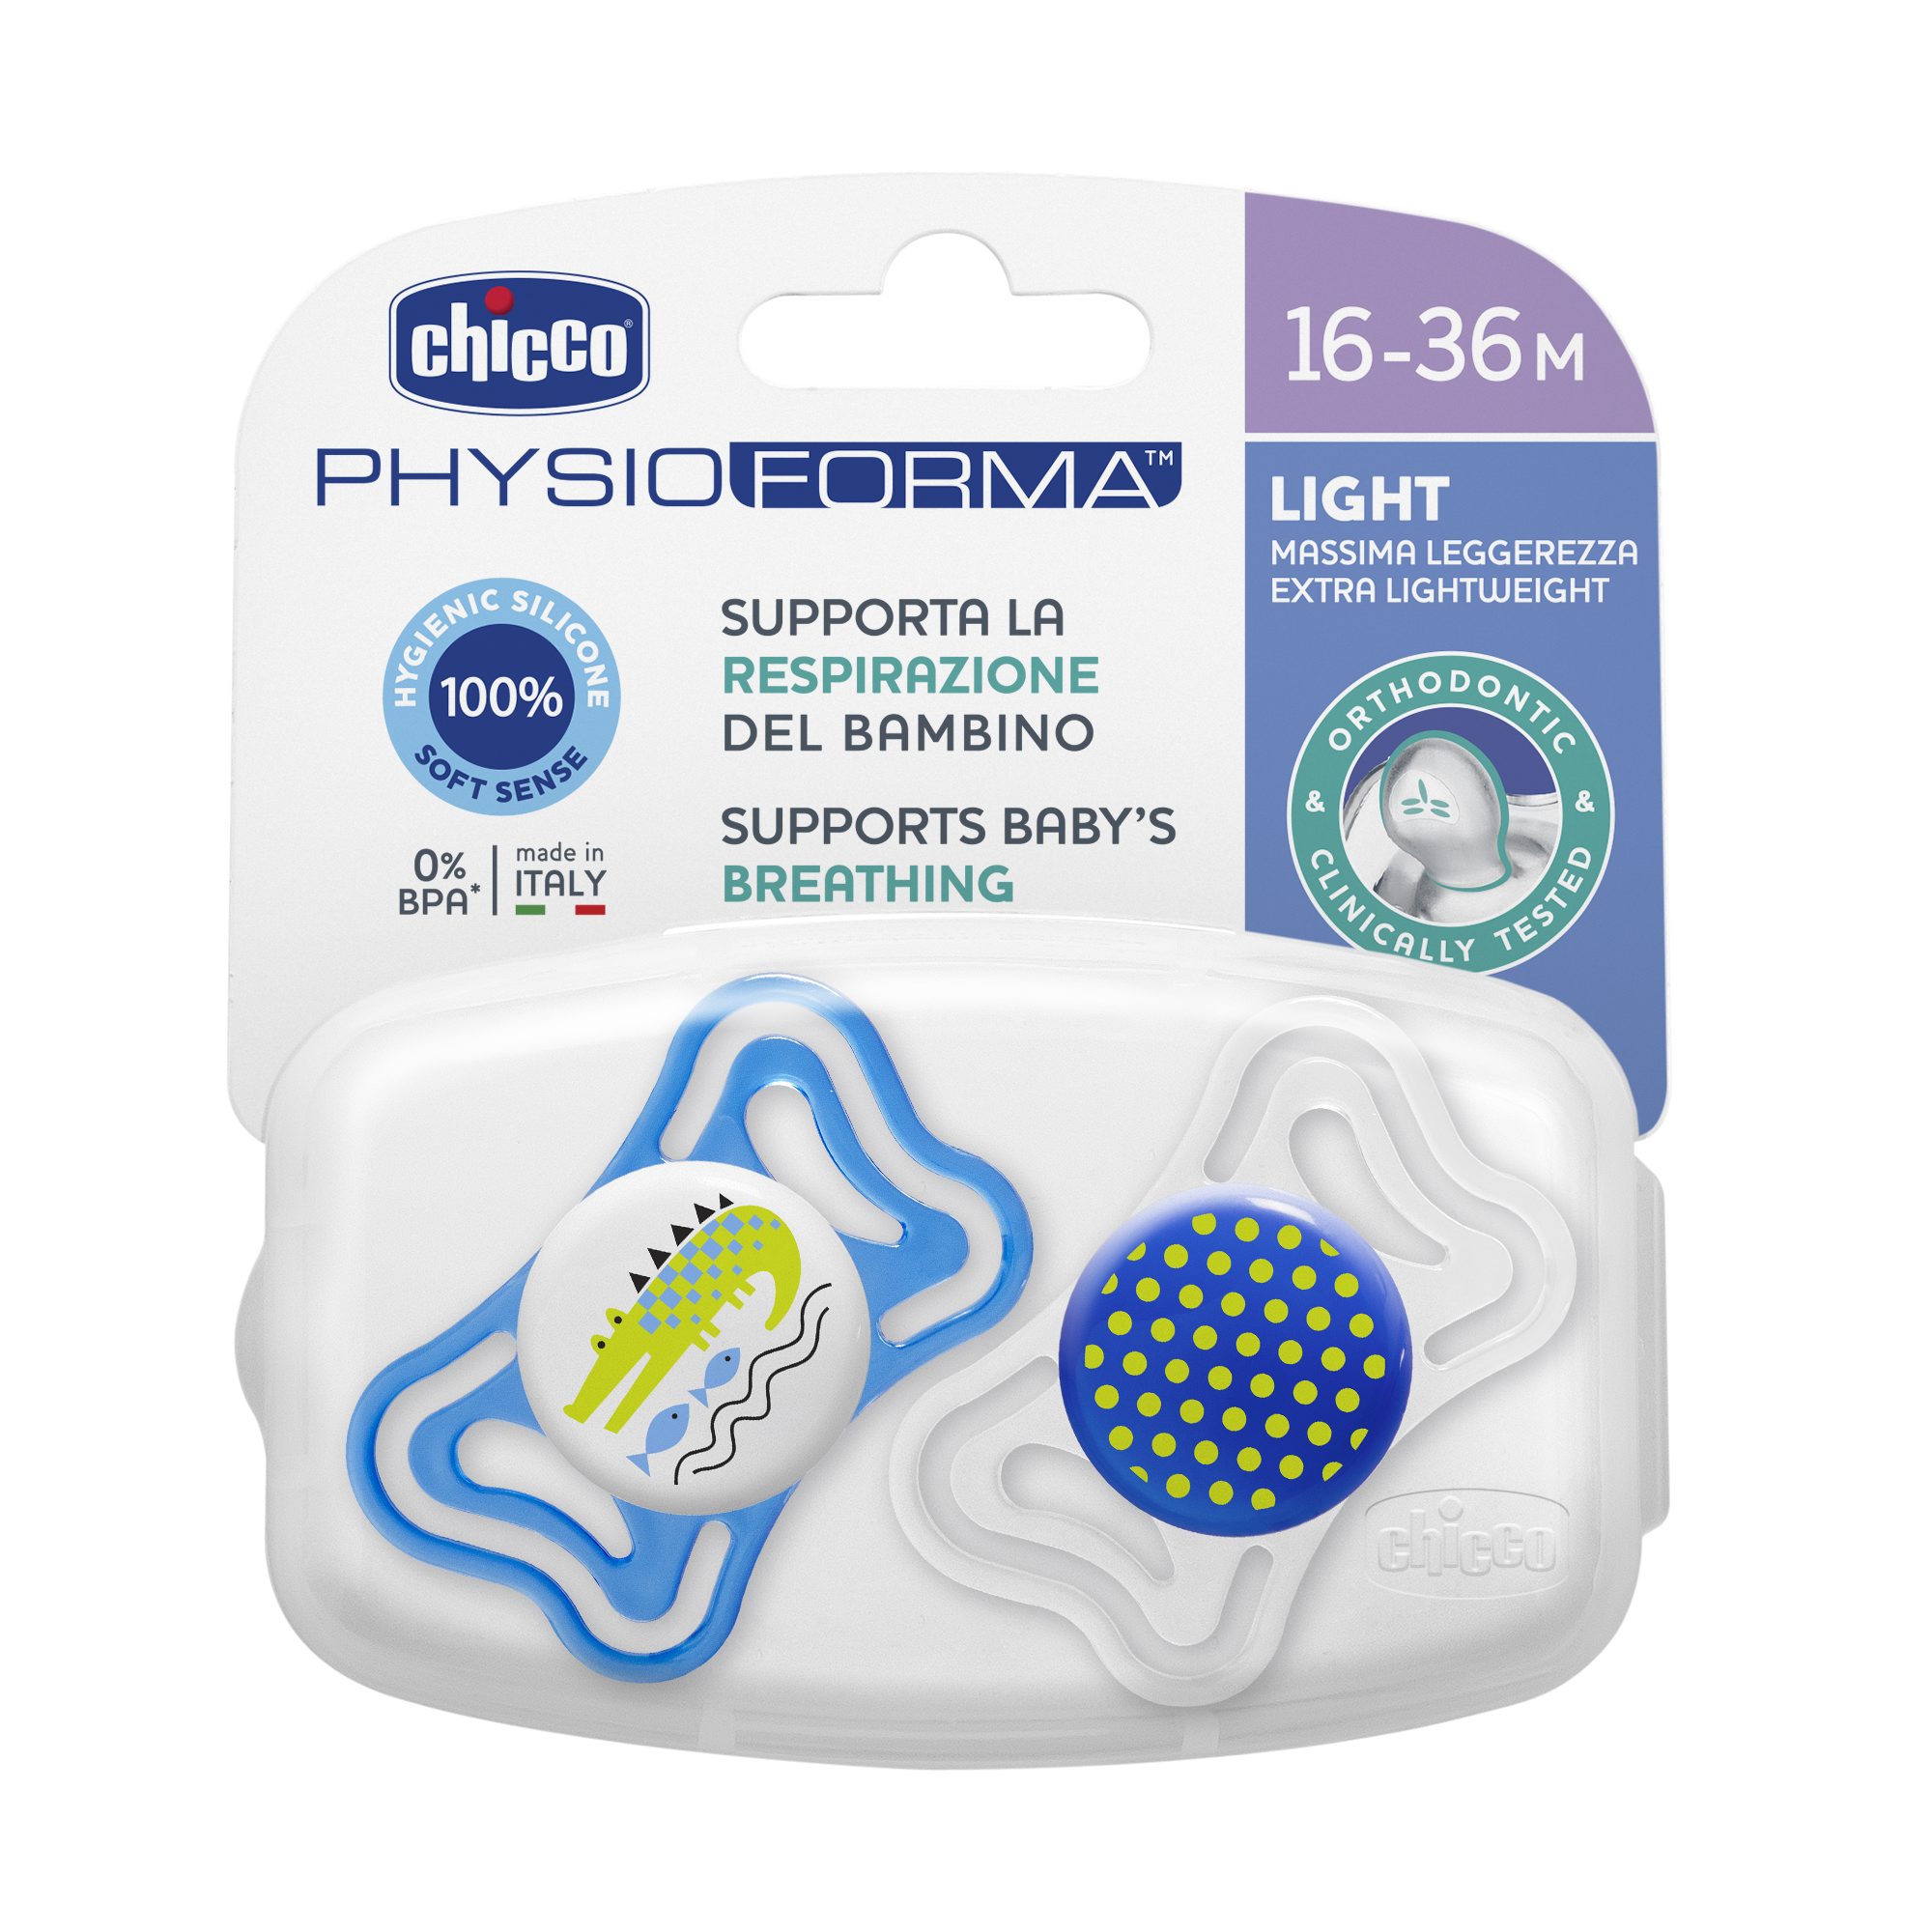 chicco®
16-36M
PHYSIOFORMA™
LIGHT
MASSIMA LEGGEREZZA
EXTRA LIGHTWEIGHT
HYGIENIC SILICONE
100%
SOFT SENSE
0%
BPA*
made in
ITALY
SUPPORTA LA
RESPIRAZIONE
DEL BAMBINO
SUPPORTS BABY'S
BREATHING
ORTHODONTIC
& CLINICALLY TESTED &
chicco